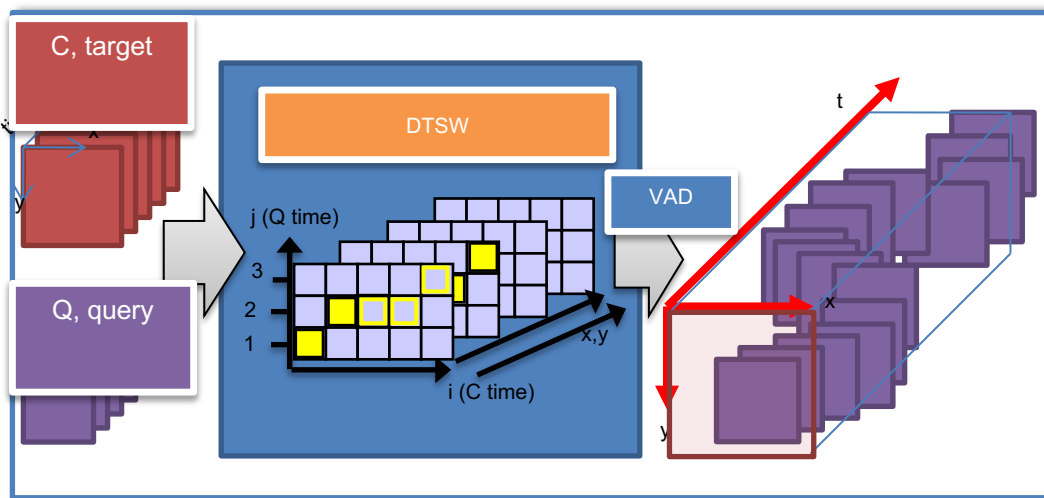 C, target
t
x
y
Q, query
DTSW
j (Q time)
3
2
1
x,y
i (C time)
VAD
t
x
y